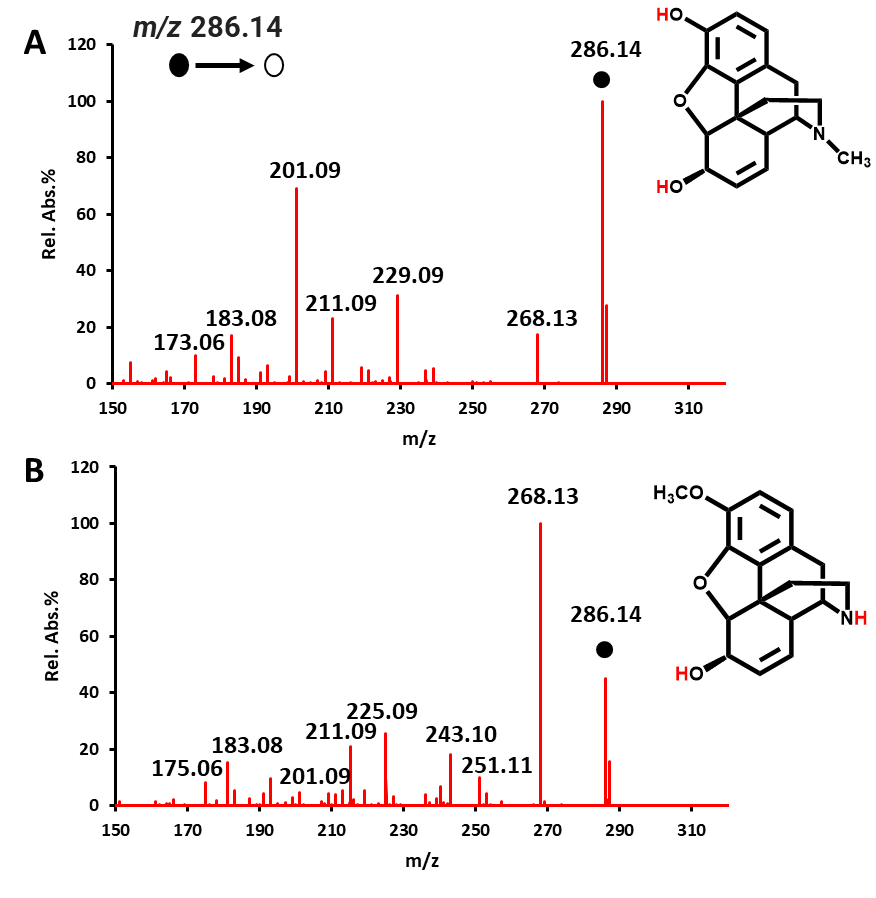 A
m/z 286.14
120
100
80
60
40
20
0
Rel. Abs.%
173.06
183.08
201.09
211.09
229.09
268.13
286.14
150 170 190 210 230 250 270 290 310
m/z
HO
O
HO
N
CH3
B
120
100
80
60
40
20
0
Rel. Abs.%
175.06
183.08
201.09
211.09
225.09
243.10
251.11
268.13
286.14
150 170 190 210 230 250 270 290 310
m/z
H3CO
O
HO
NH